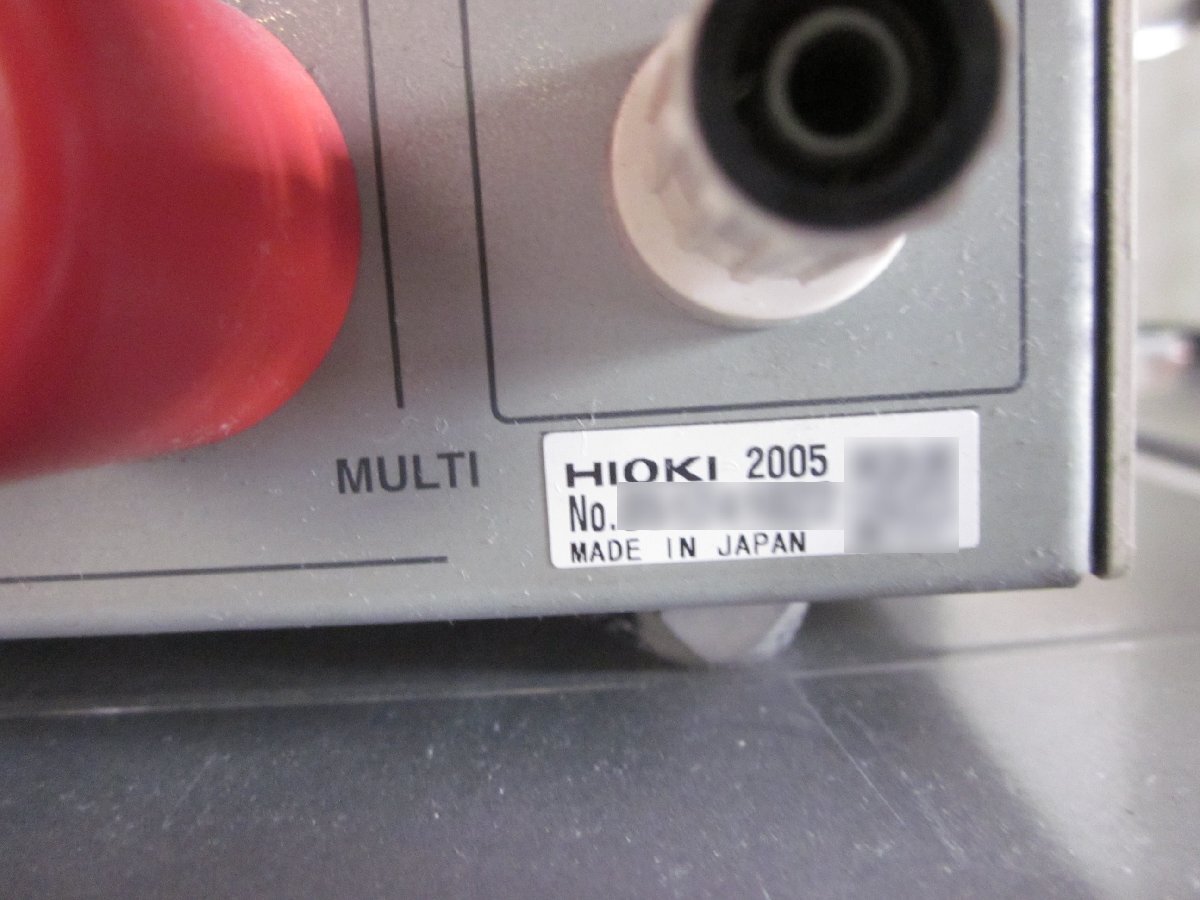 MULTI
HIOKI 2005
No.
MADE IN JAPAN